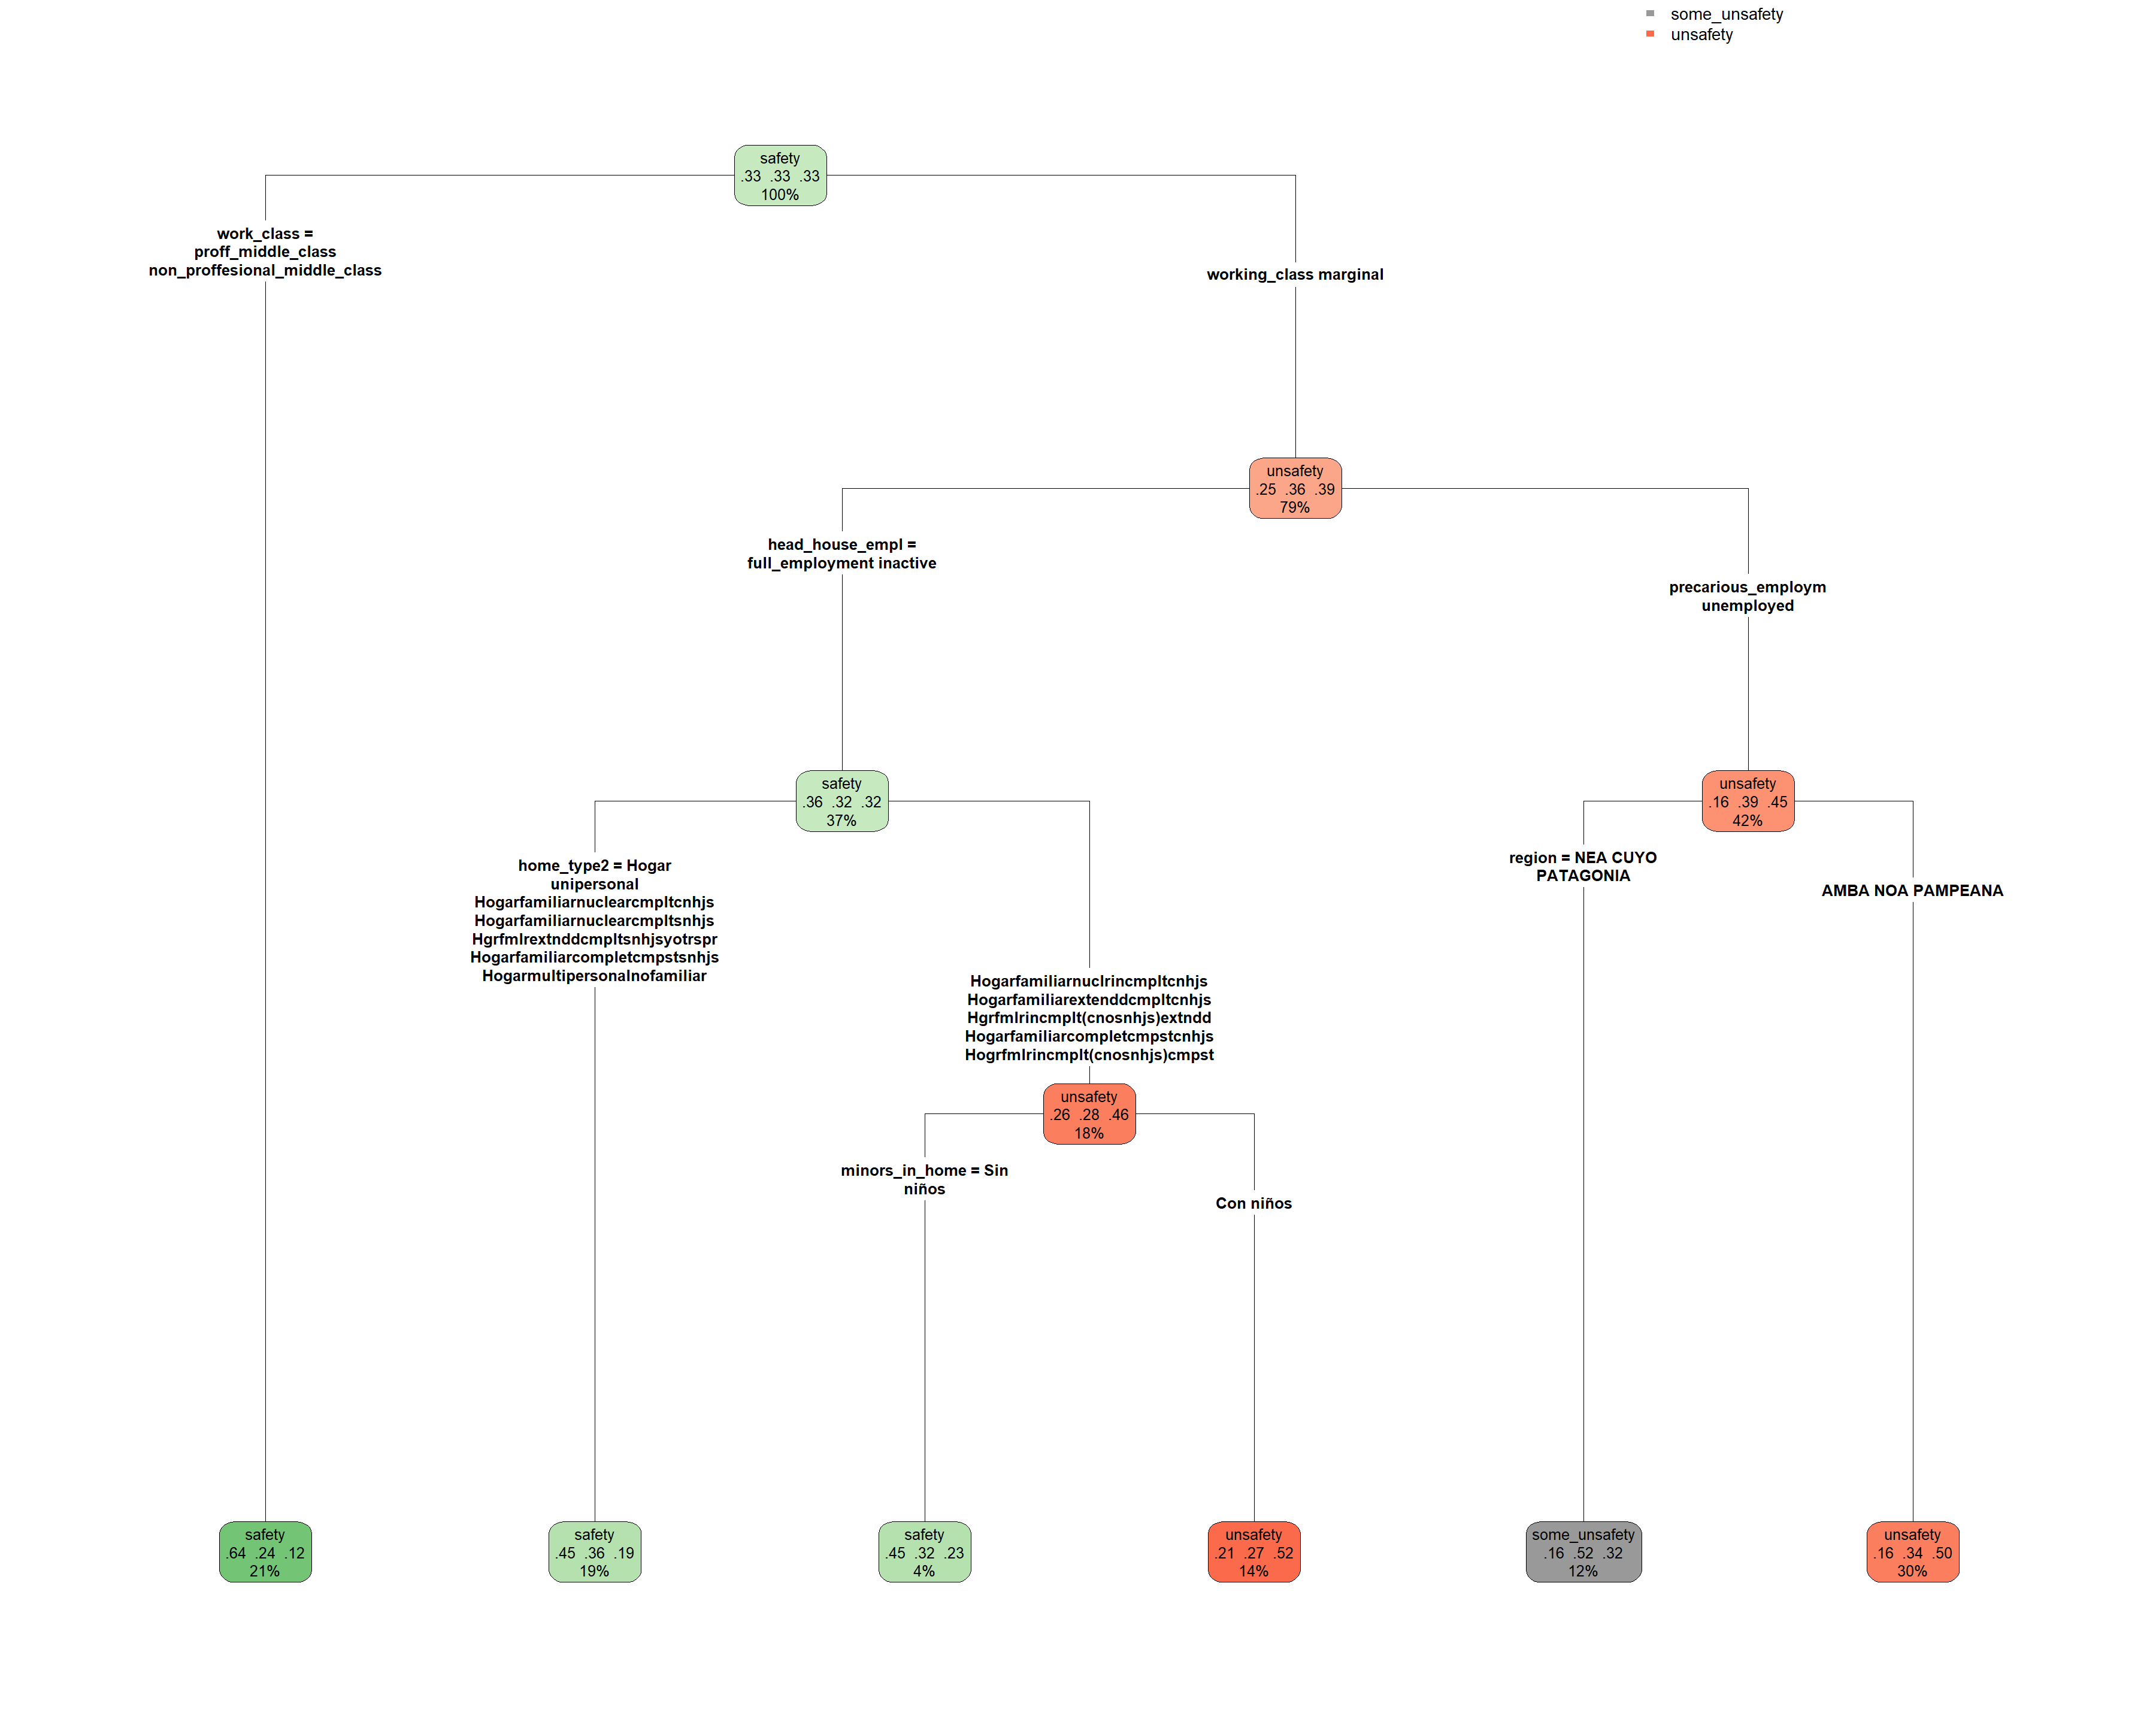 some_unsafety
unsafety
safety
.33 .33 .33
100%
work_class =
proff_middle_class
non_proffesional_middle_class
working_class marginal
unsafety
.25 .36 .39
79%
head_house_empl =
full_employment inactive
precarious_employm
unemployed
safety
.36 .32 .32
37%
unsafety
.16 .39 .45
42%
home_type2 = Hogar
unipersonal
Hogarfamiliarnuclearcmpltcnhjs
Hogarfamiliarnuclearcmpltsnhjs
Hgrfmlrextnddcmpltsnhjsyotrspr
Hogarfamiliarcompletcmpstsnhjs
Hogarmultipersonalnofamiliar
Hogarfamiliarnuclrincmpltcnhjs
Hogarfamiliarextenddcmpltcnhjs
Hgrfmlrincmplt(cnosnhjs)extndd
Hogarfamiliarcompletcmpstcnhjs
Hogrfmlrincmplt(cnosnhjs)cmpst
region = NEA CUYO
PATAGONIA
AMBA NOA PAMPEANA
unsafety
.26 .28 .46
18%
minors_in_home = Sin
niños
Con niños
safety
.64 .24 .12
21%
safety
.45 .36 .19
19%
safety
.45 .32 .23
4%
unsafety
.21 .27 .52
14%
some_unsafety
.16 .52 .32
12%
unsafety
.16 .34 .50
30%